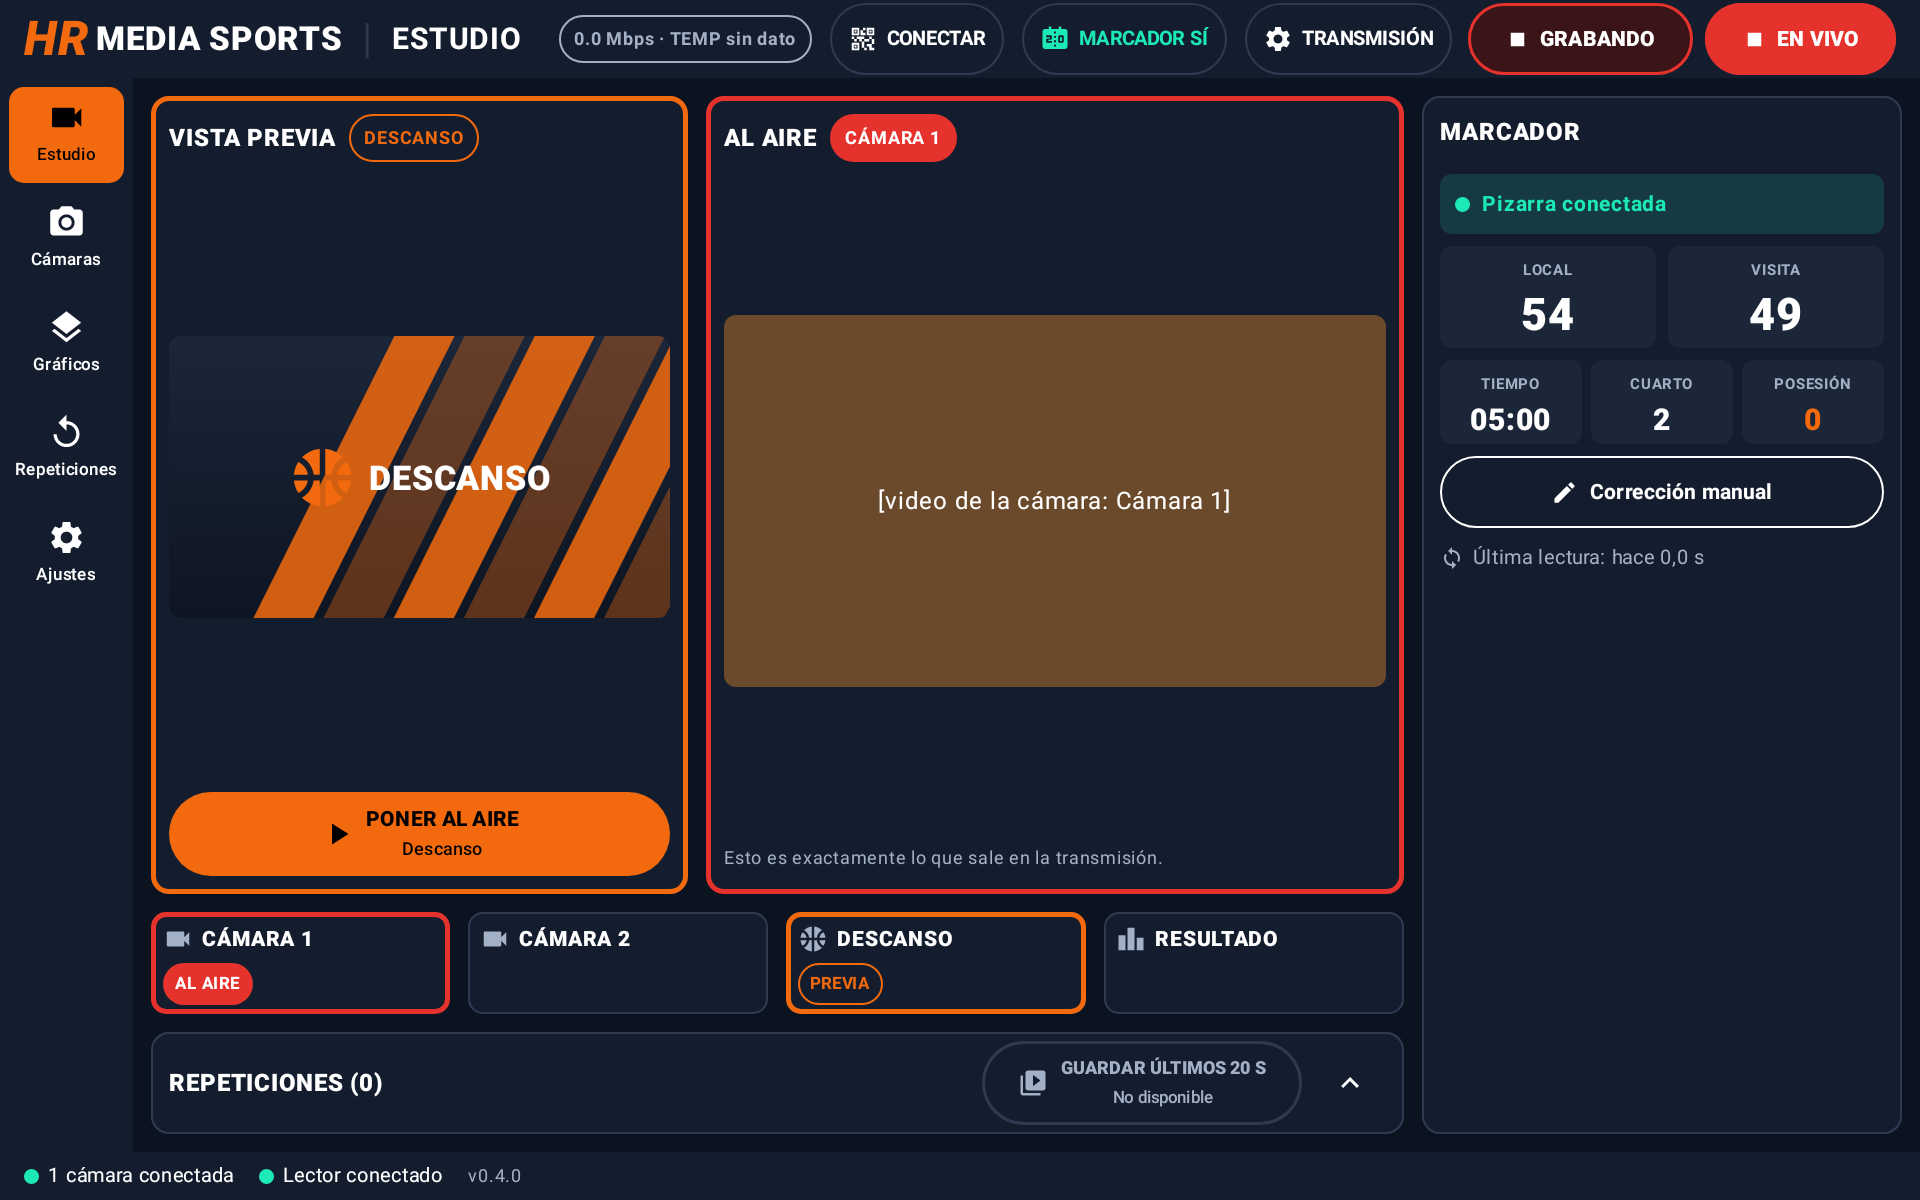 HR MEDIA SPORTS | ESTUDIO
0.0 Mbps · TEMP sin dato
CONECTAR
MARCADOR SÍ
TRANSMISIÓN
GRABANDO
EN VIVO
Estudio
Cámaras
Gráficos
Repeticiones
Ajustes
VISTA PREVIA
DESCANSO
DESCANSO
PONER AL AIRE
Descanso
AL AIRE
CÁMARA 1
[video de la cámara: Cámara 1]
Esto es exactamente lo que sale en la transmisión.
MARCADOR
Pizarra conectada
LOCAL
54
VISITA
49
TIEMPO
05:00
CUARTO
2
POSESIÓN
0
Corrección manual
Última lectura: hace 0,0 s
CÁMARA 1
AL AIRE
CÁMARA 2
DESCANSO
PREVIA
RESULTADO
REPETICIONES (0)
GUARDAR ÚLTIMOS 20 S
No disponible
1 cámara conectada
Lector conectado
v0.4.0